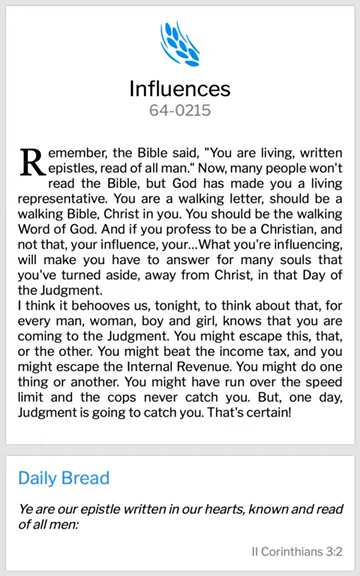 Influences
64-0215
Remember, the Bible said, "You are living, written
epistles, read of all man." Now, many people won't
read the Bible, but God has made you a living
representative. You are a walking letter, should be a
walking Bible, Christ in you. You should be the walking
Word of God. And if you profess to be a Christian, and
not that, your influence, your...What you're influencing,
will make you have to answer for many souls that
you've turned aside, away from Christ, in that Day of
the Judgment.
I think it behooves us, tonight, to think about that, for
every man, woman, boy and girl, knows that you are
coming to the Judgment. You might escape this, that,
or the other. You might beat the income tax, and you
might escape the Internal Revenue. You might do one
thing or another. You might have run over the speed
limit and the cops never catch you. But, one day,
Judgment is going to catch you. That's certain!
Daily Bread
Ye are our epistle written in our hearts, known and read
of all men:
II Corinthians 3:2